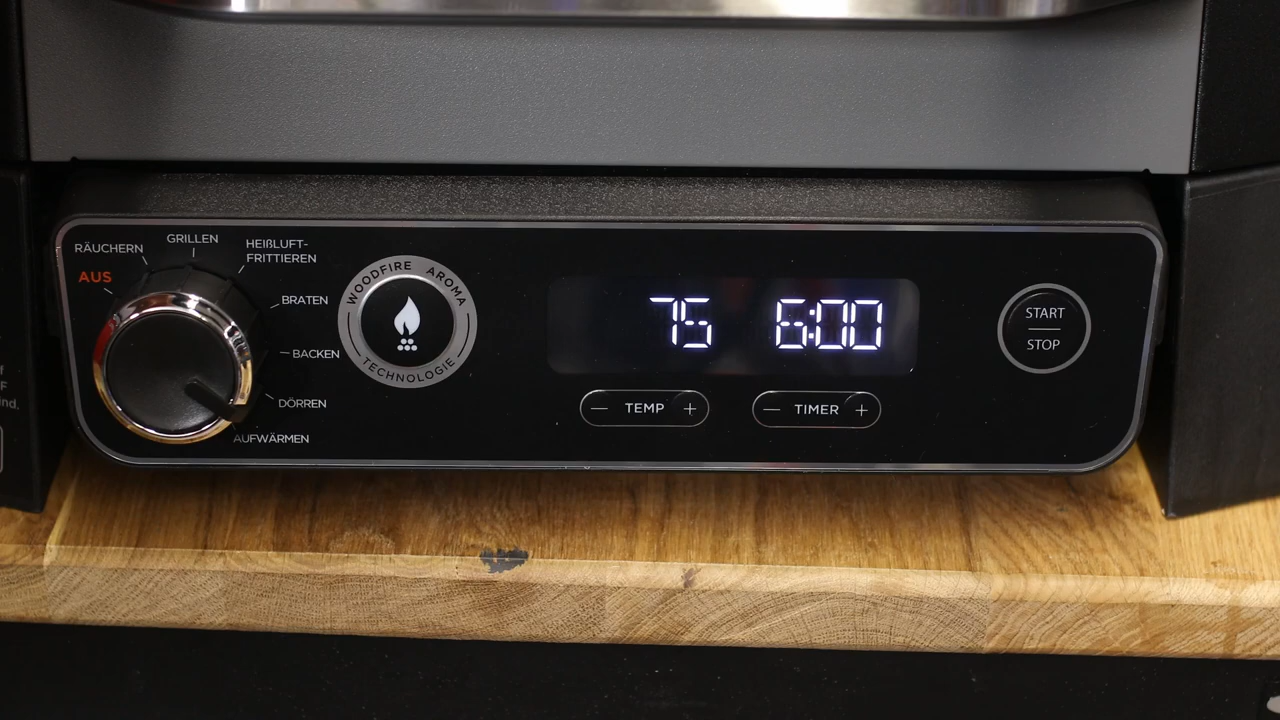 RÄUCHERN
GRILLEN
HEIßLUFT-
FRITTIEREN
AUS
BRATEN
BACKEN
DÖRREN
AUFWÄRMEN
WOODFIRE AROMA
TECHNOLOGIE
75
6:00
— TEMP +
— TIMER +
START
STOP
F
nd.